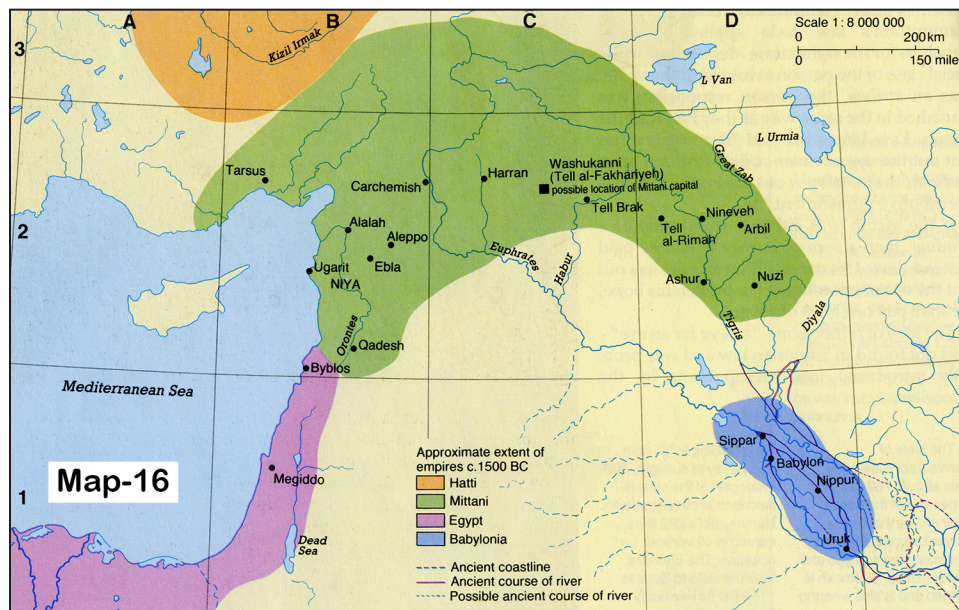 A
B
C
D
Scale 1 : 8 000 000
0 200 km
0 150 mile
3
Kizil Irmak
L Van
L Urmia
Great Zab
Tarsus
Carchemish
Harran
Washukanni
(Tell al-Fakhariyeh)
possible location of Mittani capital
Tell Brak
Nineveh
Tell
al-Rimah
Arbil
2
Alalah
Aleppo
Ugarit
Ebla
NIYA
Euphrates
Habur
Ashur
Nuzi
Tigris
Diyala
Orontes
Qadesh
Byblos
Mediterranean Sea
Sippar
Babylon
Nippur
Uruk
Map-16
Megiddo
1
Dead
Sea
Approximate extent of
empires c.1500 BC
Hatti
Mittani
Egypt
Babylonia
Ancient coastline
Ancient course of river
Possible ancient course of river